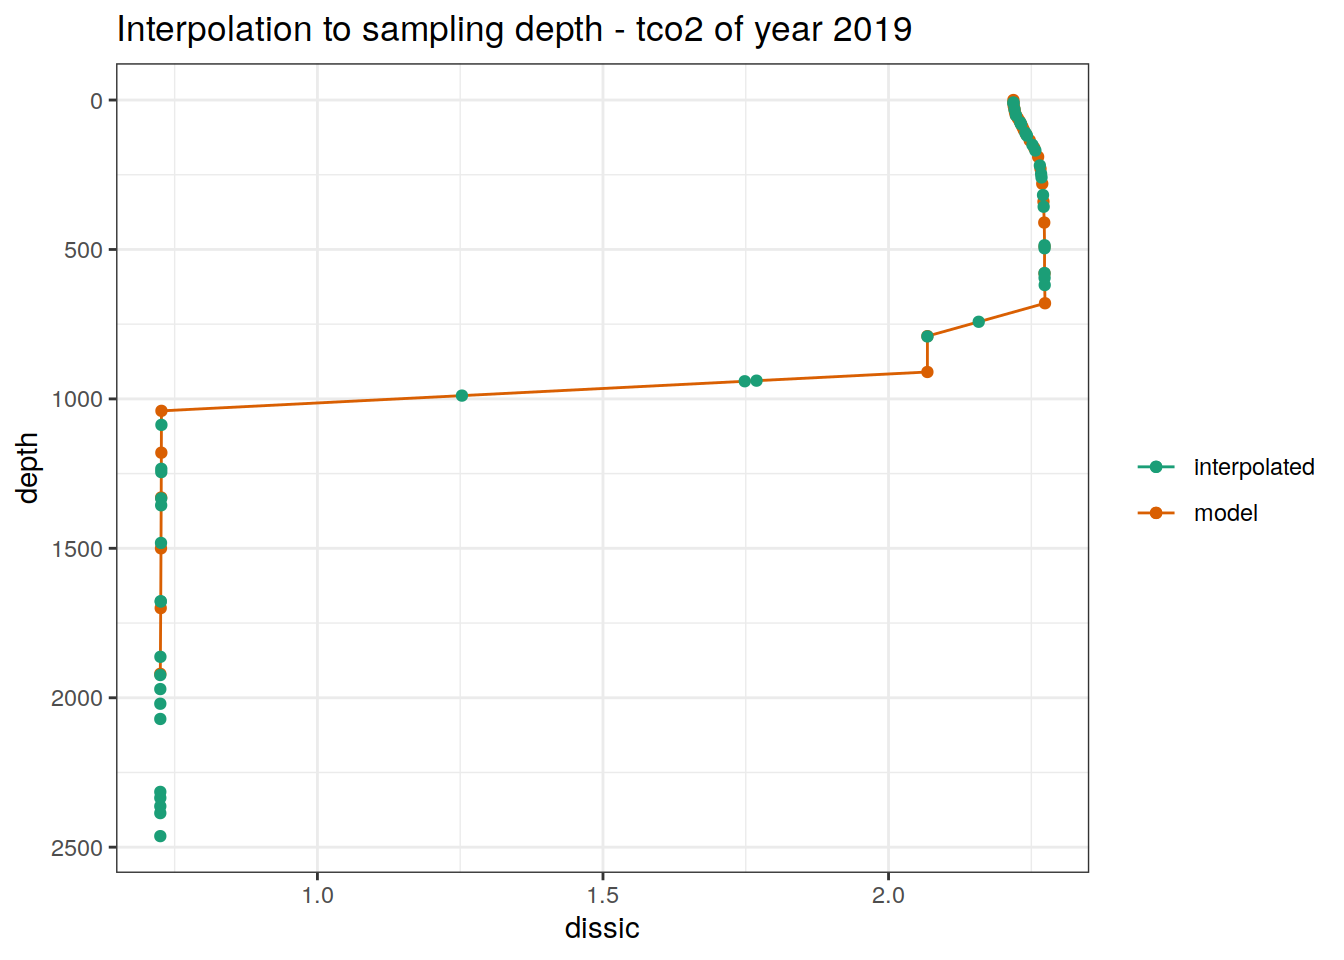 Interpolation to sampling depth - tco2 of year 2019
0
500
1000
1500
2000
2500
depth
1.0
1.5
2.0
dissic
interpolated
model